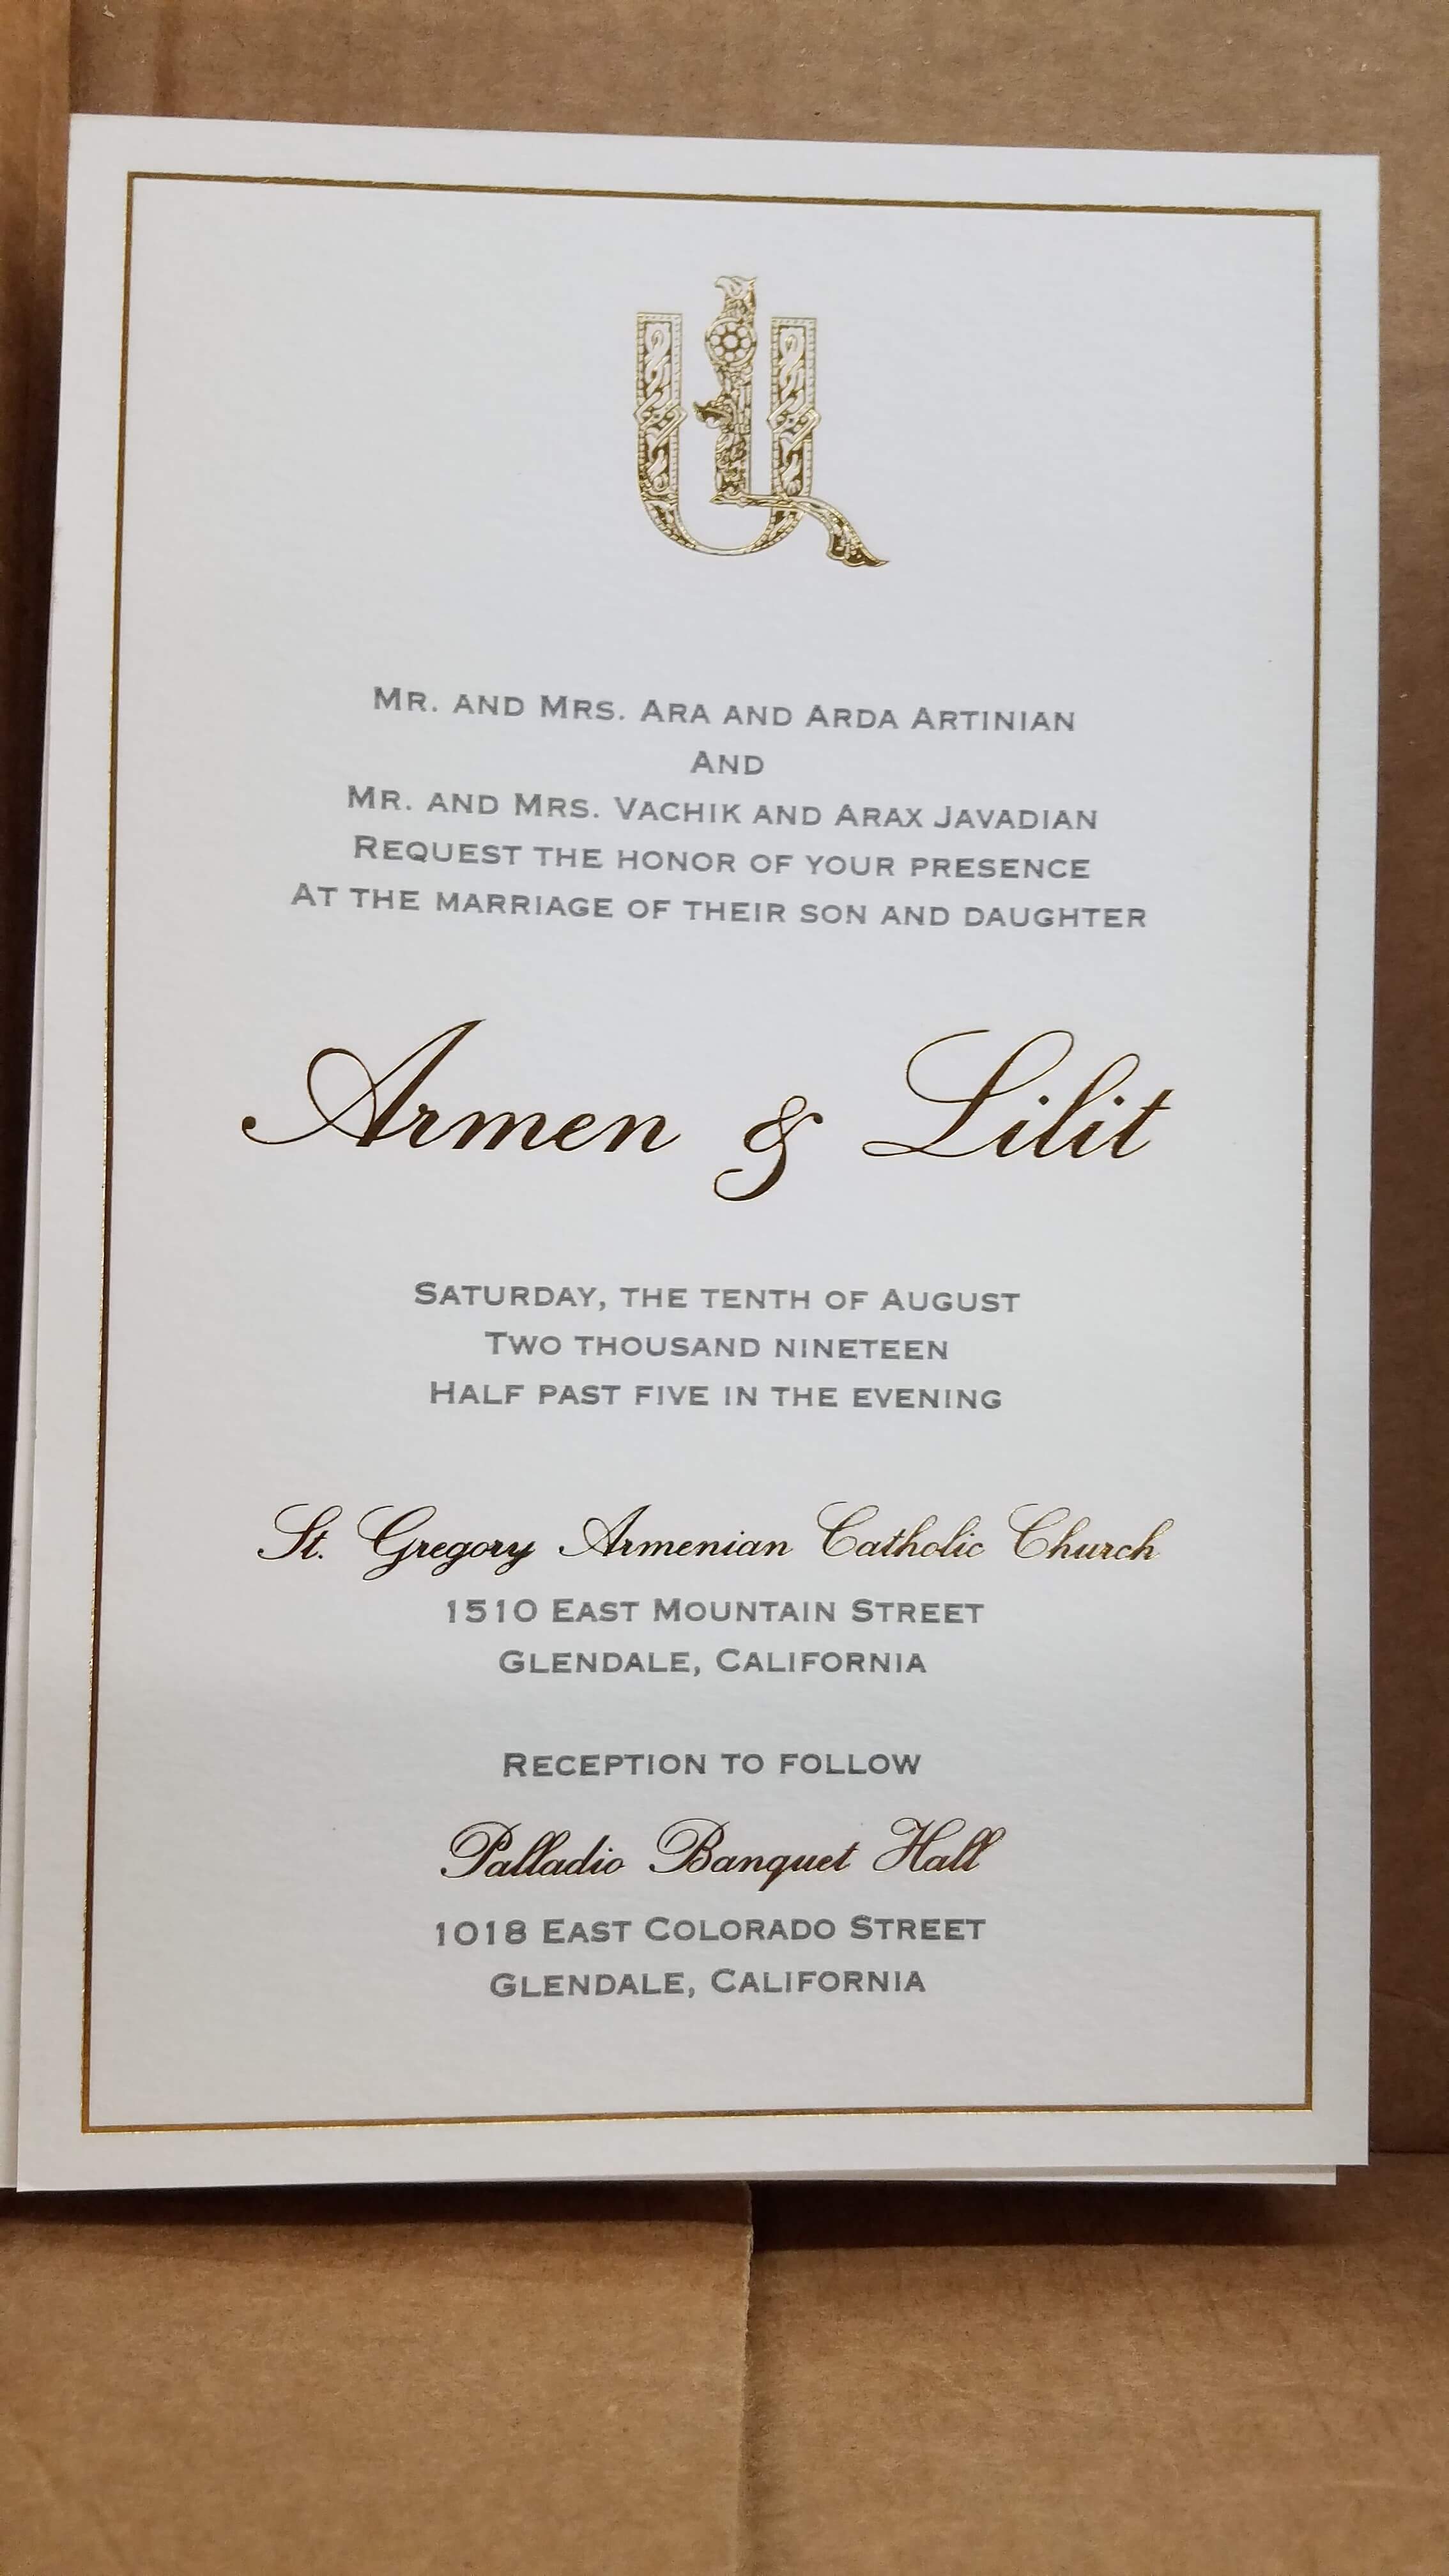 Mr. and Mrs. Ara and Arda Artinian
And
Mr. and Mrs. Vachik and Arax Javadian
Request the honor of your presence
At the marriage of their son and daughter
Armen & Lilit
Saturday, the tenth of August
Two thousand nineteen
Half past five in the evening
St. Gregory Armenian Catholic Church
1510 East Mountain Street
Glendale, California
Reception to follow
Palladio Banquet Hall
1018 East Colorado Street
Glendale, California